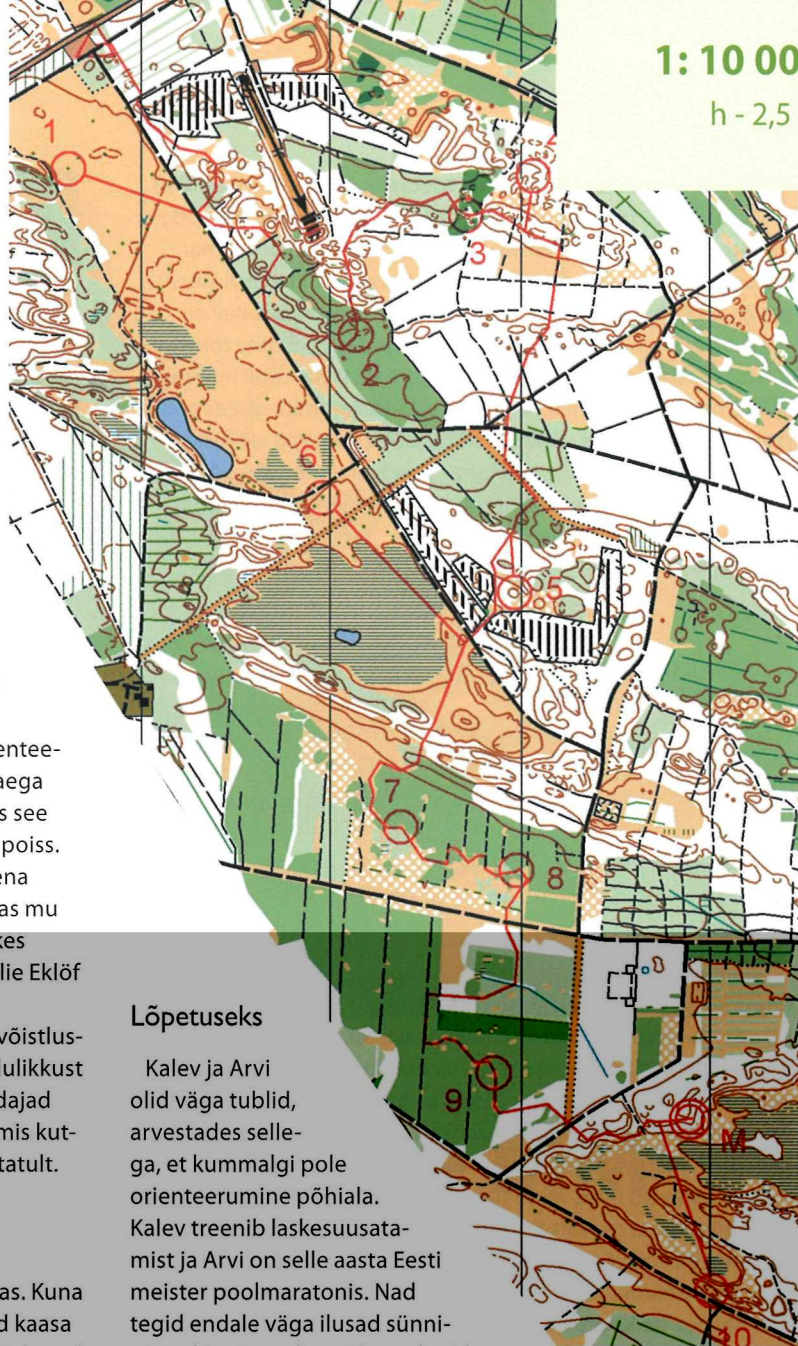 1: 10 00
h - 2,5
1
3
2
6
5
7
8
9
M
10
entee-
aega
s see
poiss.
ena
as mu
kes
lie Eklöf
võistlus-
lulikkust
dajad
mis kut-
tatult.
as. Kuna
d kaasa
Lõpetuseks
Kalev ja Arvi
olid väga tublid,
arvestades selle-
ga, et kummalgi pole
orienteerumine põhiala.
Kalev treenib laskesuusata-
mist ja Arvi on selle aasta Eesti
meister poolmaratonis. Nad
tegid endale väga ilusad sünni-